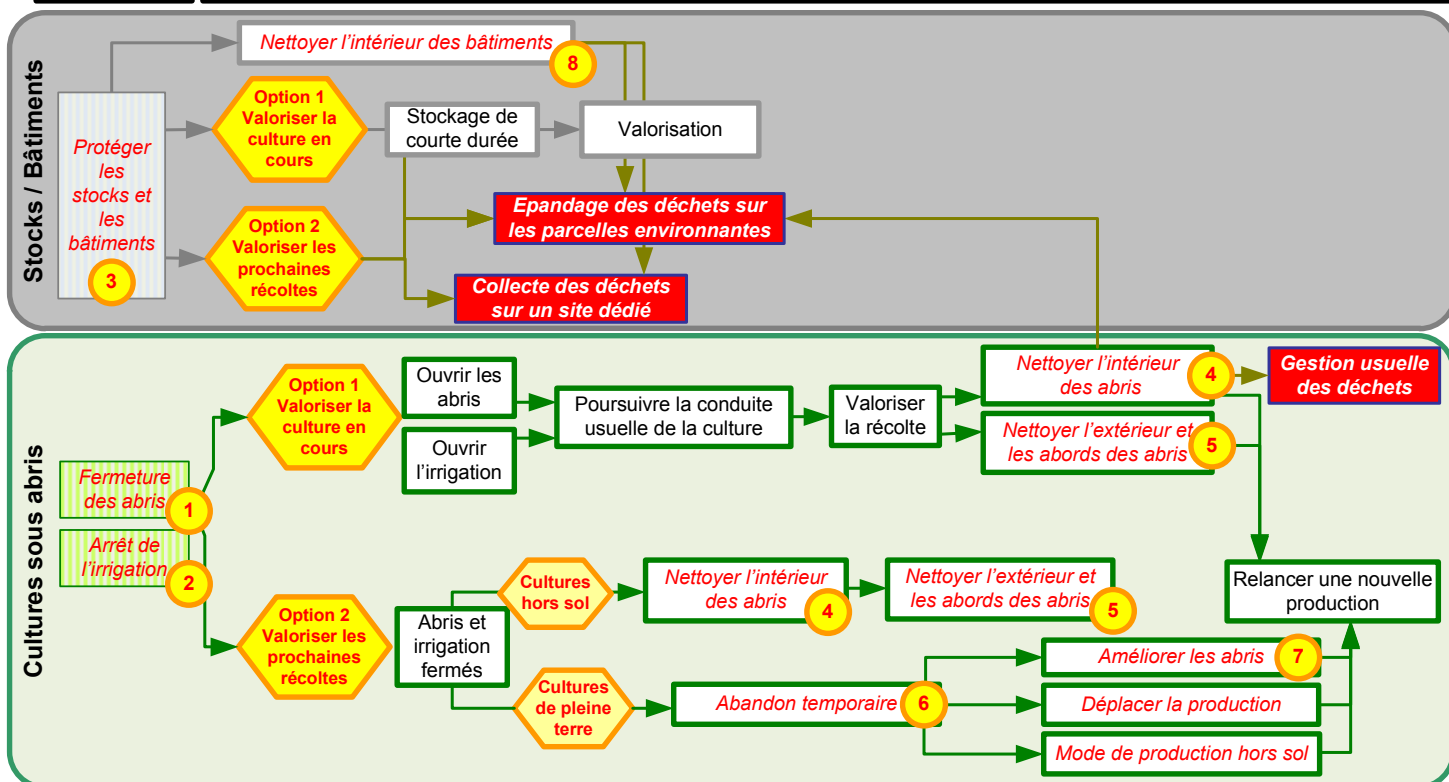 Stocks / Bâtiments
Nettoyer l'intérieur des bâtiments
8
Protéger
les
stocks et
les
bâtiments
3
Option 1
Valoriser la
culture en
cours
Stockage de
courte durée
Valorisation
Option 2
Valoriser les
prochaines
récoltes
Epandage des déchets sur
les parcelles environnantes
Collecte des déchets
sur un site dédié
Cultures sous abris
Fermeture
des abris
1
Arrêt de
l'irrigation
2
Option 1
Valoriser la
culture en
cours
Ouvrir les
abris
Ouvrir
l'irrigation
Poursuivre la conduite
usuelle de la culture
Valoriser
la récolte
Nettoyer l'intérieur
des abris
4
Gestion usuelle
des déchets
Nettoyer l'extérieur et
les abords des abris
5
Option 2
Valoriser les
prochaines
récoltes
Abris et
irrigation
fermés
Cultures
hors sol
Nettoyer l'intérieur
des abris
4
Nettoyer l'extérieur et
les abords des abris
5
Relancer une nouvelle
production
Cultures
de pleine
terre
Abandon temporaire
6
Améliorer les abris
7
Déplacer la production
Mode de production hors sol